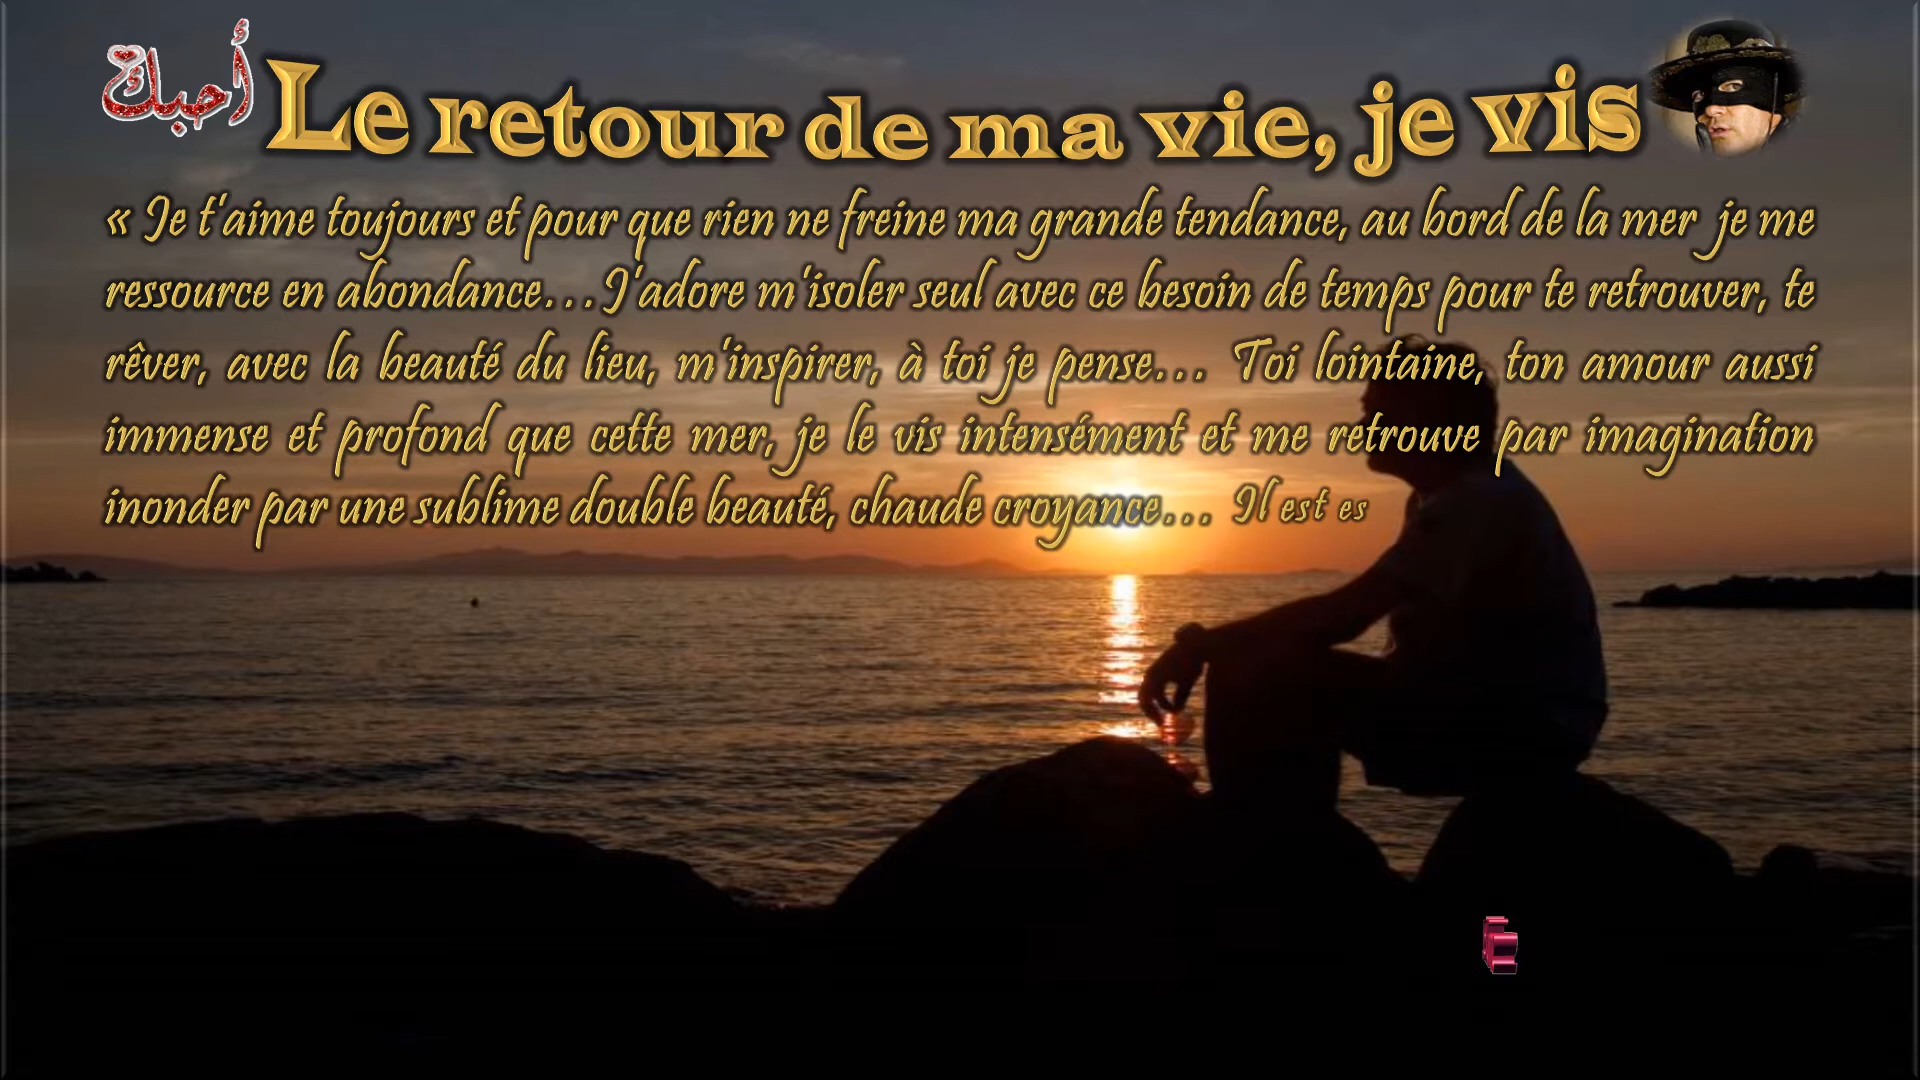 أحبك
Le retour de ma vie, je vis
« Je t'aime toujours et pour que rien ne freine ma grande tendance, au bord de la mer je me
ressource en abondance…J'adore m'isoler seul avec ce besoin de temps pour te retrouver, te
rêver, avec la beauté du lieu, m'inspirer, à toi je pense… Toi lointaine, ton amour aussi
immense et profond que cette mer, je le vis intensément et me retrouve par imagination
inonder par une sublime double beauté, chaude croyance… Il est es